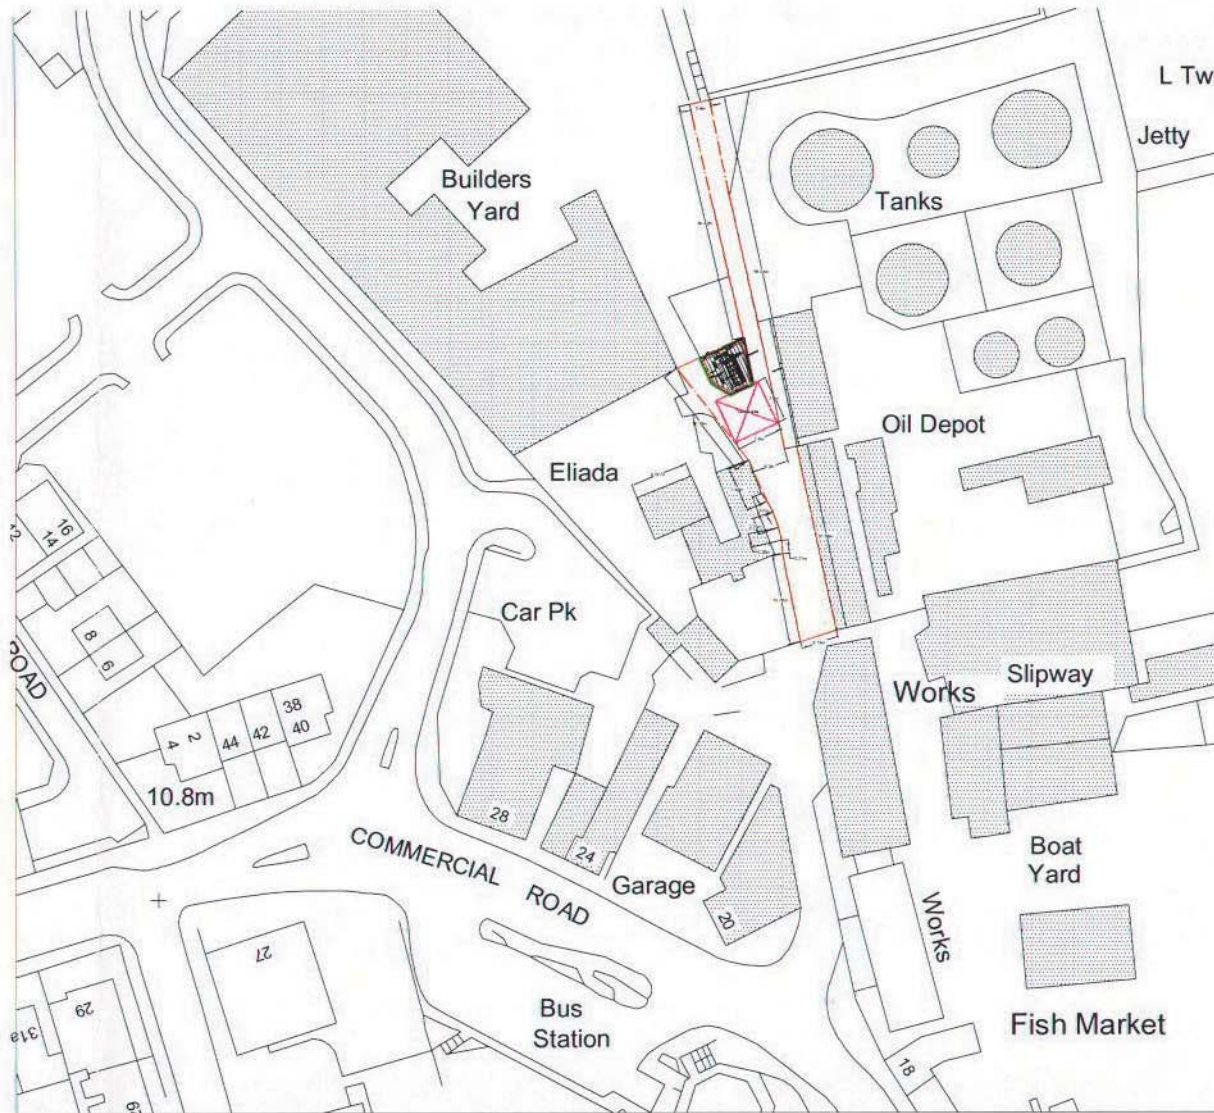 L Tw
Jetty
Builders
Yard
Tanks
Oil Depot
Eliada
16
14
12
Car Pk
8
6
ROAD
Slipway
Works
38
40
42
44
2
4
10.8m
28
COMMERCIAL ROAD
24
Boat
Yard
Garage
20
Works
27
29
Bus
Station
Fish Market
31a
18